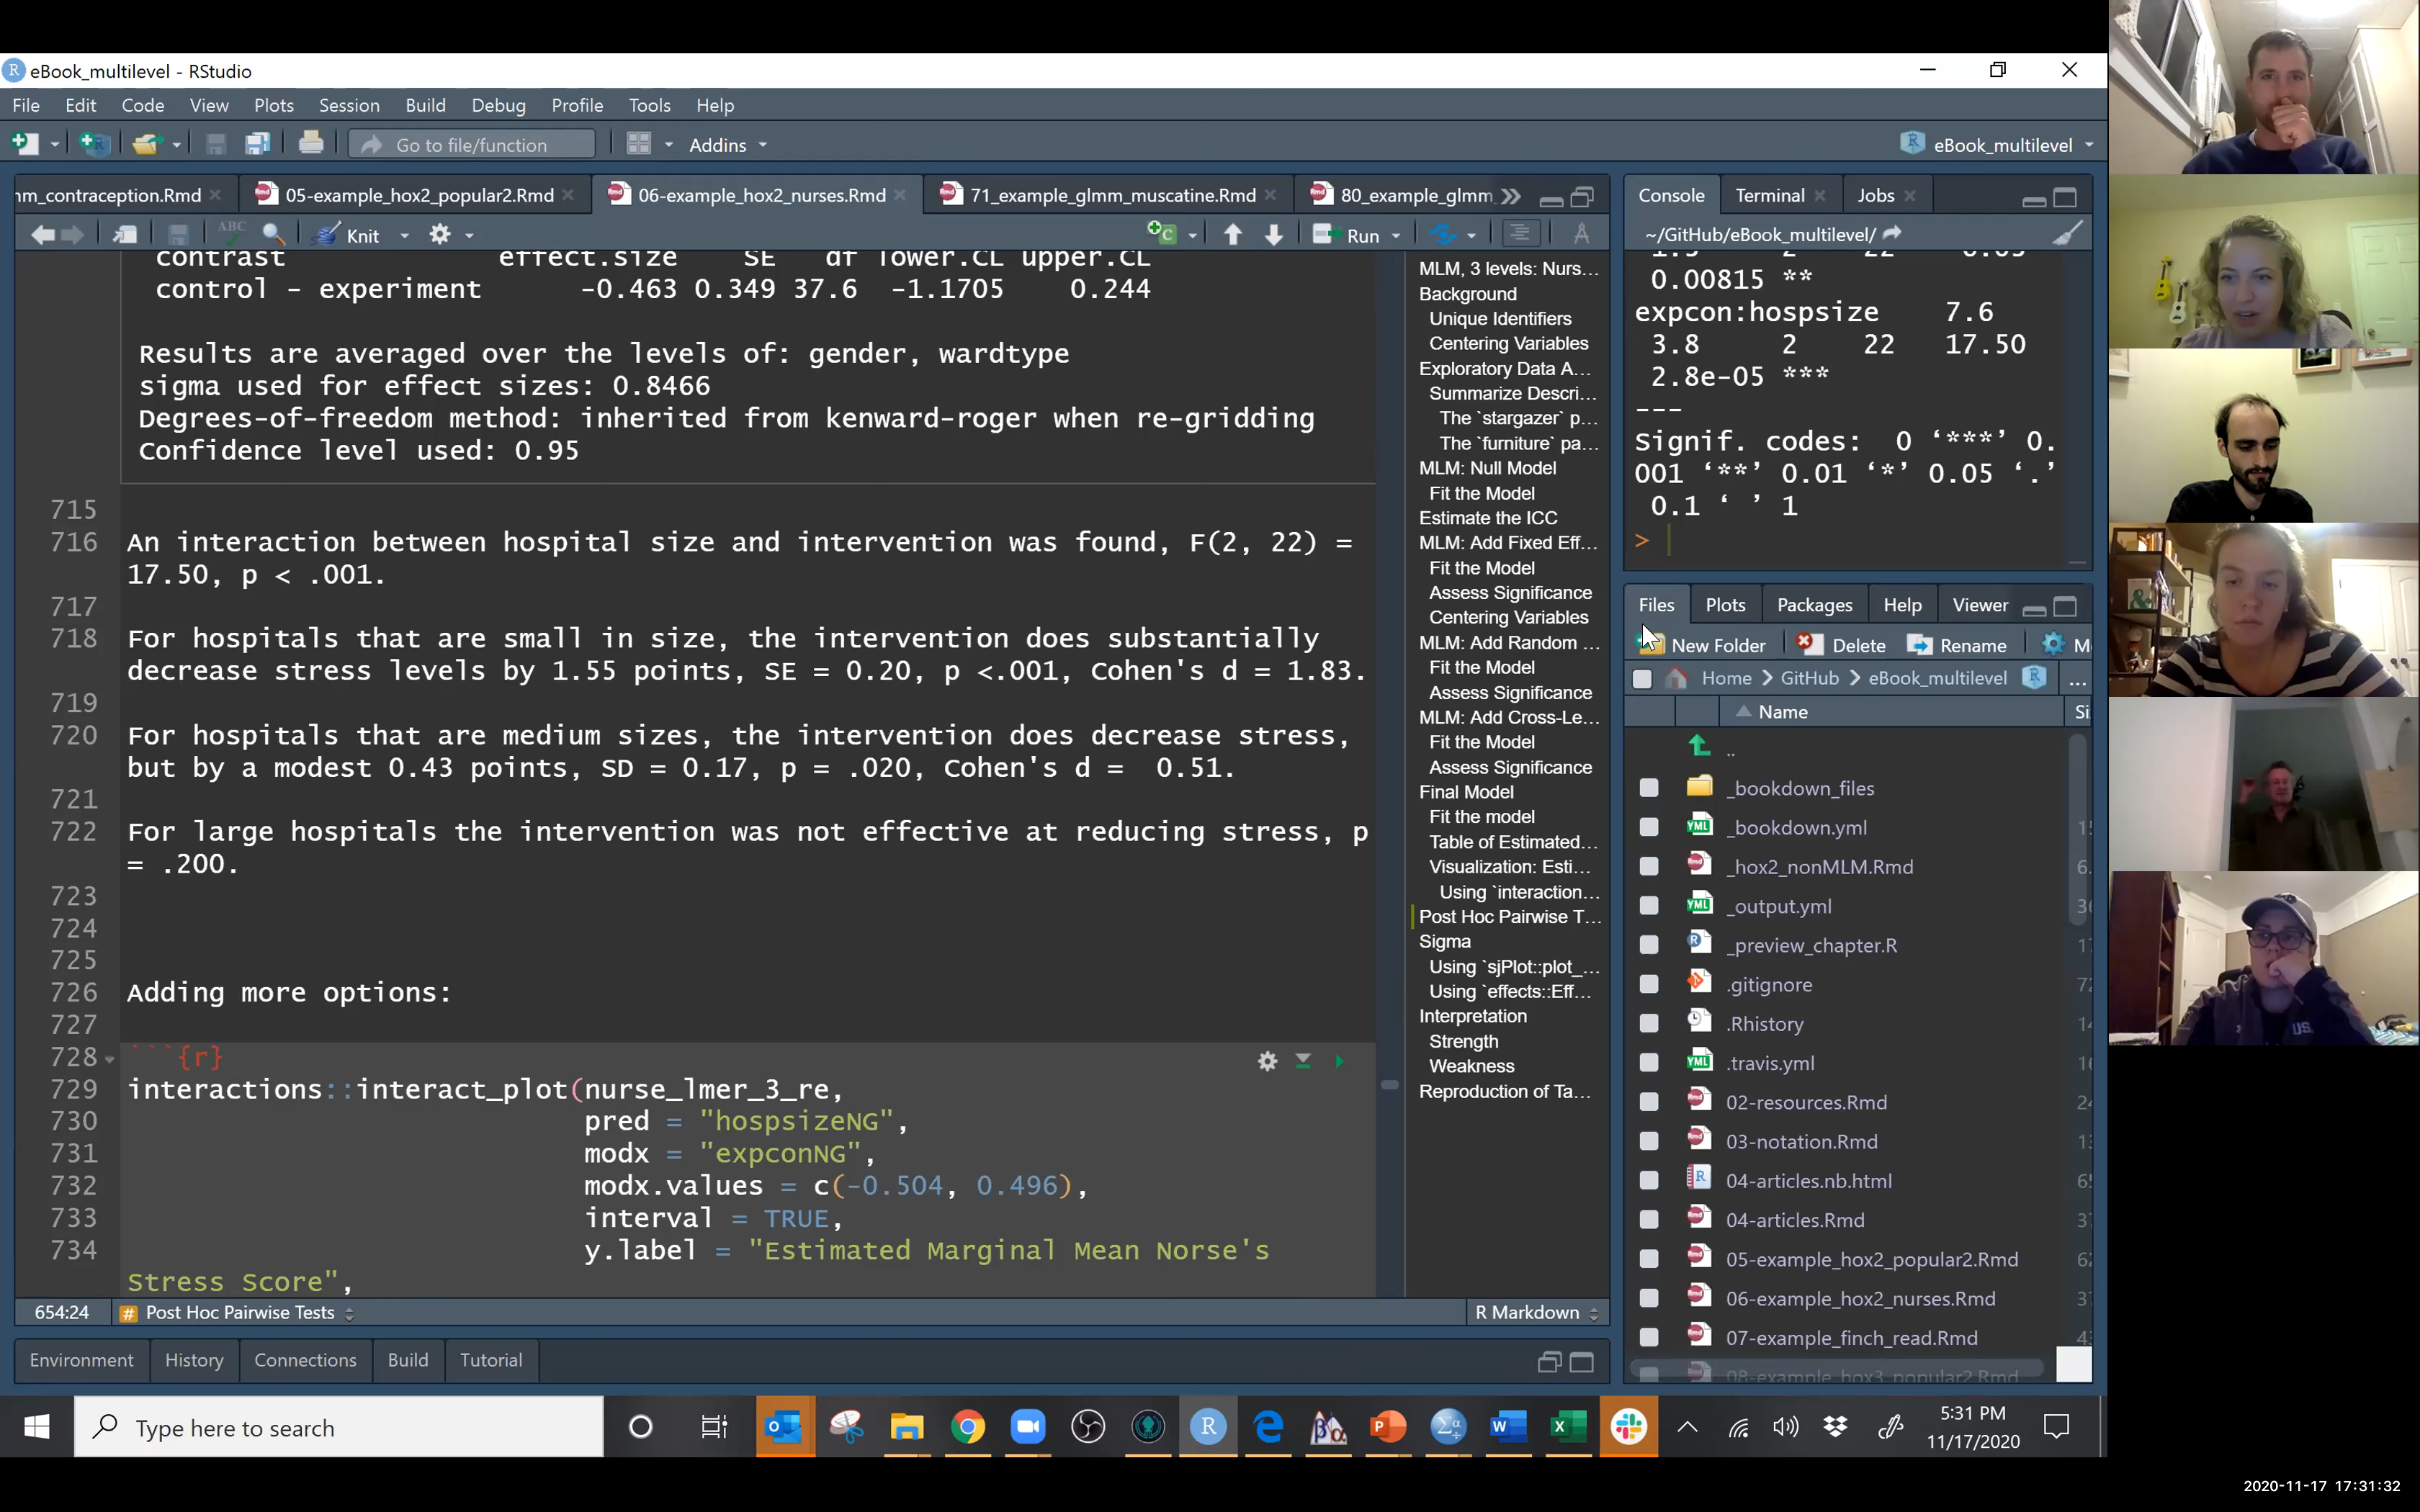 eBook_multilevel - RStudio
File Edit Code View Plots Session Build Debug Profile Tools Help
Go to file/function Addins eBook_multilevel
nm_contraception.Rmd 05-example_hox2_popular2.Rmd 06-example_hox2_nurses.Rmd 71_example_glmm_muscatine.Rmd 80_example_glmm
ABC Knit Run
contrast effect.size SE df lower.CL upper.CL
control - experiment -0.463 0.349 37.6 -1.1705 0.244
Results are averaged over the levels of: gender, wardtype
sigma used for effect sizes: 0.8466
Degrees-of-freedom method: inherited from kenward-roger when re-gridding
Confidence level used: 0.95
715
716 An interaction between hospital size and intervention was found, F(2, 22) =
17.50, p < .001.
717
718 For hospitals that are small in size, the intervention does substantially
decrease stress levels by 1.55 points, SE = 0.20, p <.001, Cohen's d = 1.83.
719
720 For hospitals that are medium sizes, the intervention does decrease stress,
but by a modest 0.43 points, SD = 0.17, p = .020, Cohen's d =  0.51.
721
722 For large hospitals the intervention was not effective at reducing stress, p
= .200.
723
724
725
726 Adding more options:
727
728 ```{r}
729 interactions::interact_plot(nurse_lmer_3_re,
730 pred = "hospsizeNG",
731 modx = "expconNG",
732 modx.values = c(-0.504, 0.496),
733 interval = TRUE,
734 y.label = "Estimated Marginal Mean Norse's
Stress Score",
654:24 # Post Hoc Pairwise Tests R Markdown
Environment History Connections Build Tutorial
MLM, 3 levels: Nurs...
Background
Unique Identifiers
Centering Variables
Exploratory Data A...
Summarize Descri...
The `stargazer` p...
The `furniture` pa...
MLM: Null Model
Fit the Model
Estimate the ICC
MLM: Add Fixed Eff...
Fit the Model
Assess Significance
Centering Variables
MLM: Add Random ...
Fit the Model
Assess Significance
MLM: Add Cross-Le...
Fit the Model
Assess Significance
Final Model
Fit the model
Table of Estimated...
Visualization: Esti...
Using `interaction...
Post Hoc Pairwise T...
Sigma
Using `sjPlot::plot_...
Using `effects::Eff...
Interpretation
Strength
Weakness
Reproduction of Ta...
Console Terminal Jobs
~/GitHub/eBook_multilevel/
0.00815 **
expcon:hospsize 7.6
3.8 2 22 17.50
2.8e-05 ***
---
Signif. codes:  0 ‘***’ 0.
001 ‘**’ 0.01 ‘*’ 0.05 ‘.’
0.1 ‘ ’ 1
>
Files Plots Packages Help Viewer
New Folder Delete Rename M
Home GitHub eBook_multilevel ...
Name Si
..
_bookdown_files
_bookdown.yml
_hox2_nonMLM.Rmd
_output.yml
_preview_chapter.R
.gitignore
.Rhistory
.travis.yml
02-resources.Rmd
03-notation.Rmd
04-articles.nb.html
04-articles.Rmd
05-example_hox2_popular2.Rmd
06-example_hox2_nurses.Rmd
07-example_finch_read.Rmd
08-example_hox3_popular2.Rmd
Type here to search
5:31 PM
11/17/2020
2020-11-17 17:31:32